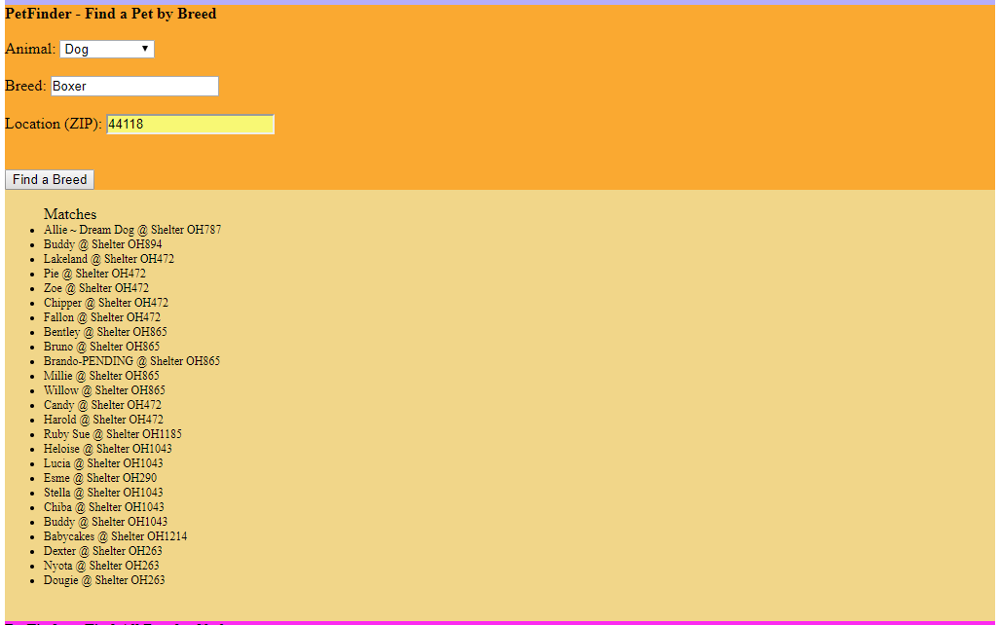 PetFinder - Find a Pet by Breed
Animal: Dog
Breed: Boxer
Location (ZIP): 44118
Find a Breed
Matches
Allie ~ Dream Dog @ Shelter OH787
Buddy @ Shelter OH894
Lakeland @ Shelter OH472
Pie @ Shelter OH472
Zoe @ Shelter OH472
Chipper @ Shelter OH472
Fallon @ Shelter OH472
Bentley @ Shelter OH865
Bruno @ Shelter OH865
Brando-PENDING @ Shelter OH865
Millie @ Shelter OH865
Willow @ Shelter OH865
Candy @ Shelter OH472
Harold @ Shelter OH472
Ruby Sue @ Shelter OH1185
Heloise @ Shelter OH1043
Lucia @ Shelter OH1043
Esme @ Shelter OH290
Stella @ Shelter OH1043
Chiba @ Shelter OH1043
Buddy @ Shelter OH1043
Babycakes @ Shelter OH1214
Dexter @ Shelter OH263
Nyota @ Shelter OH263
Dougie @ Shelter OH263